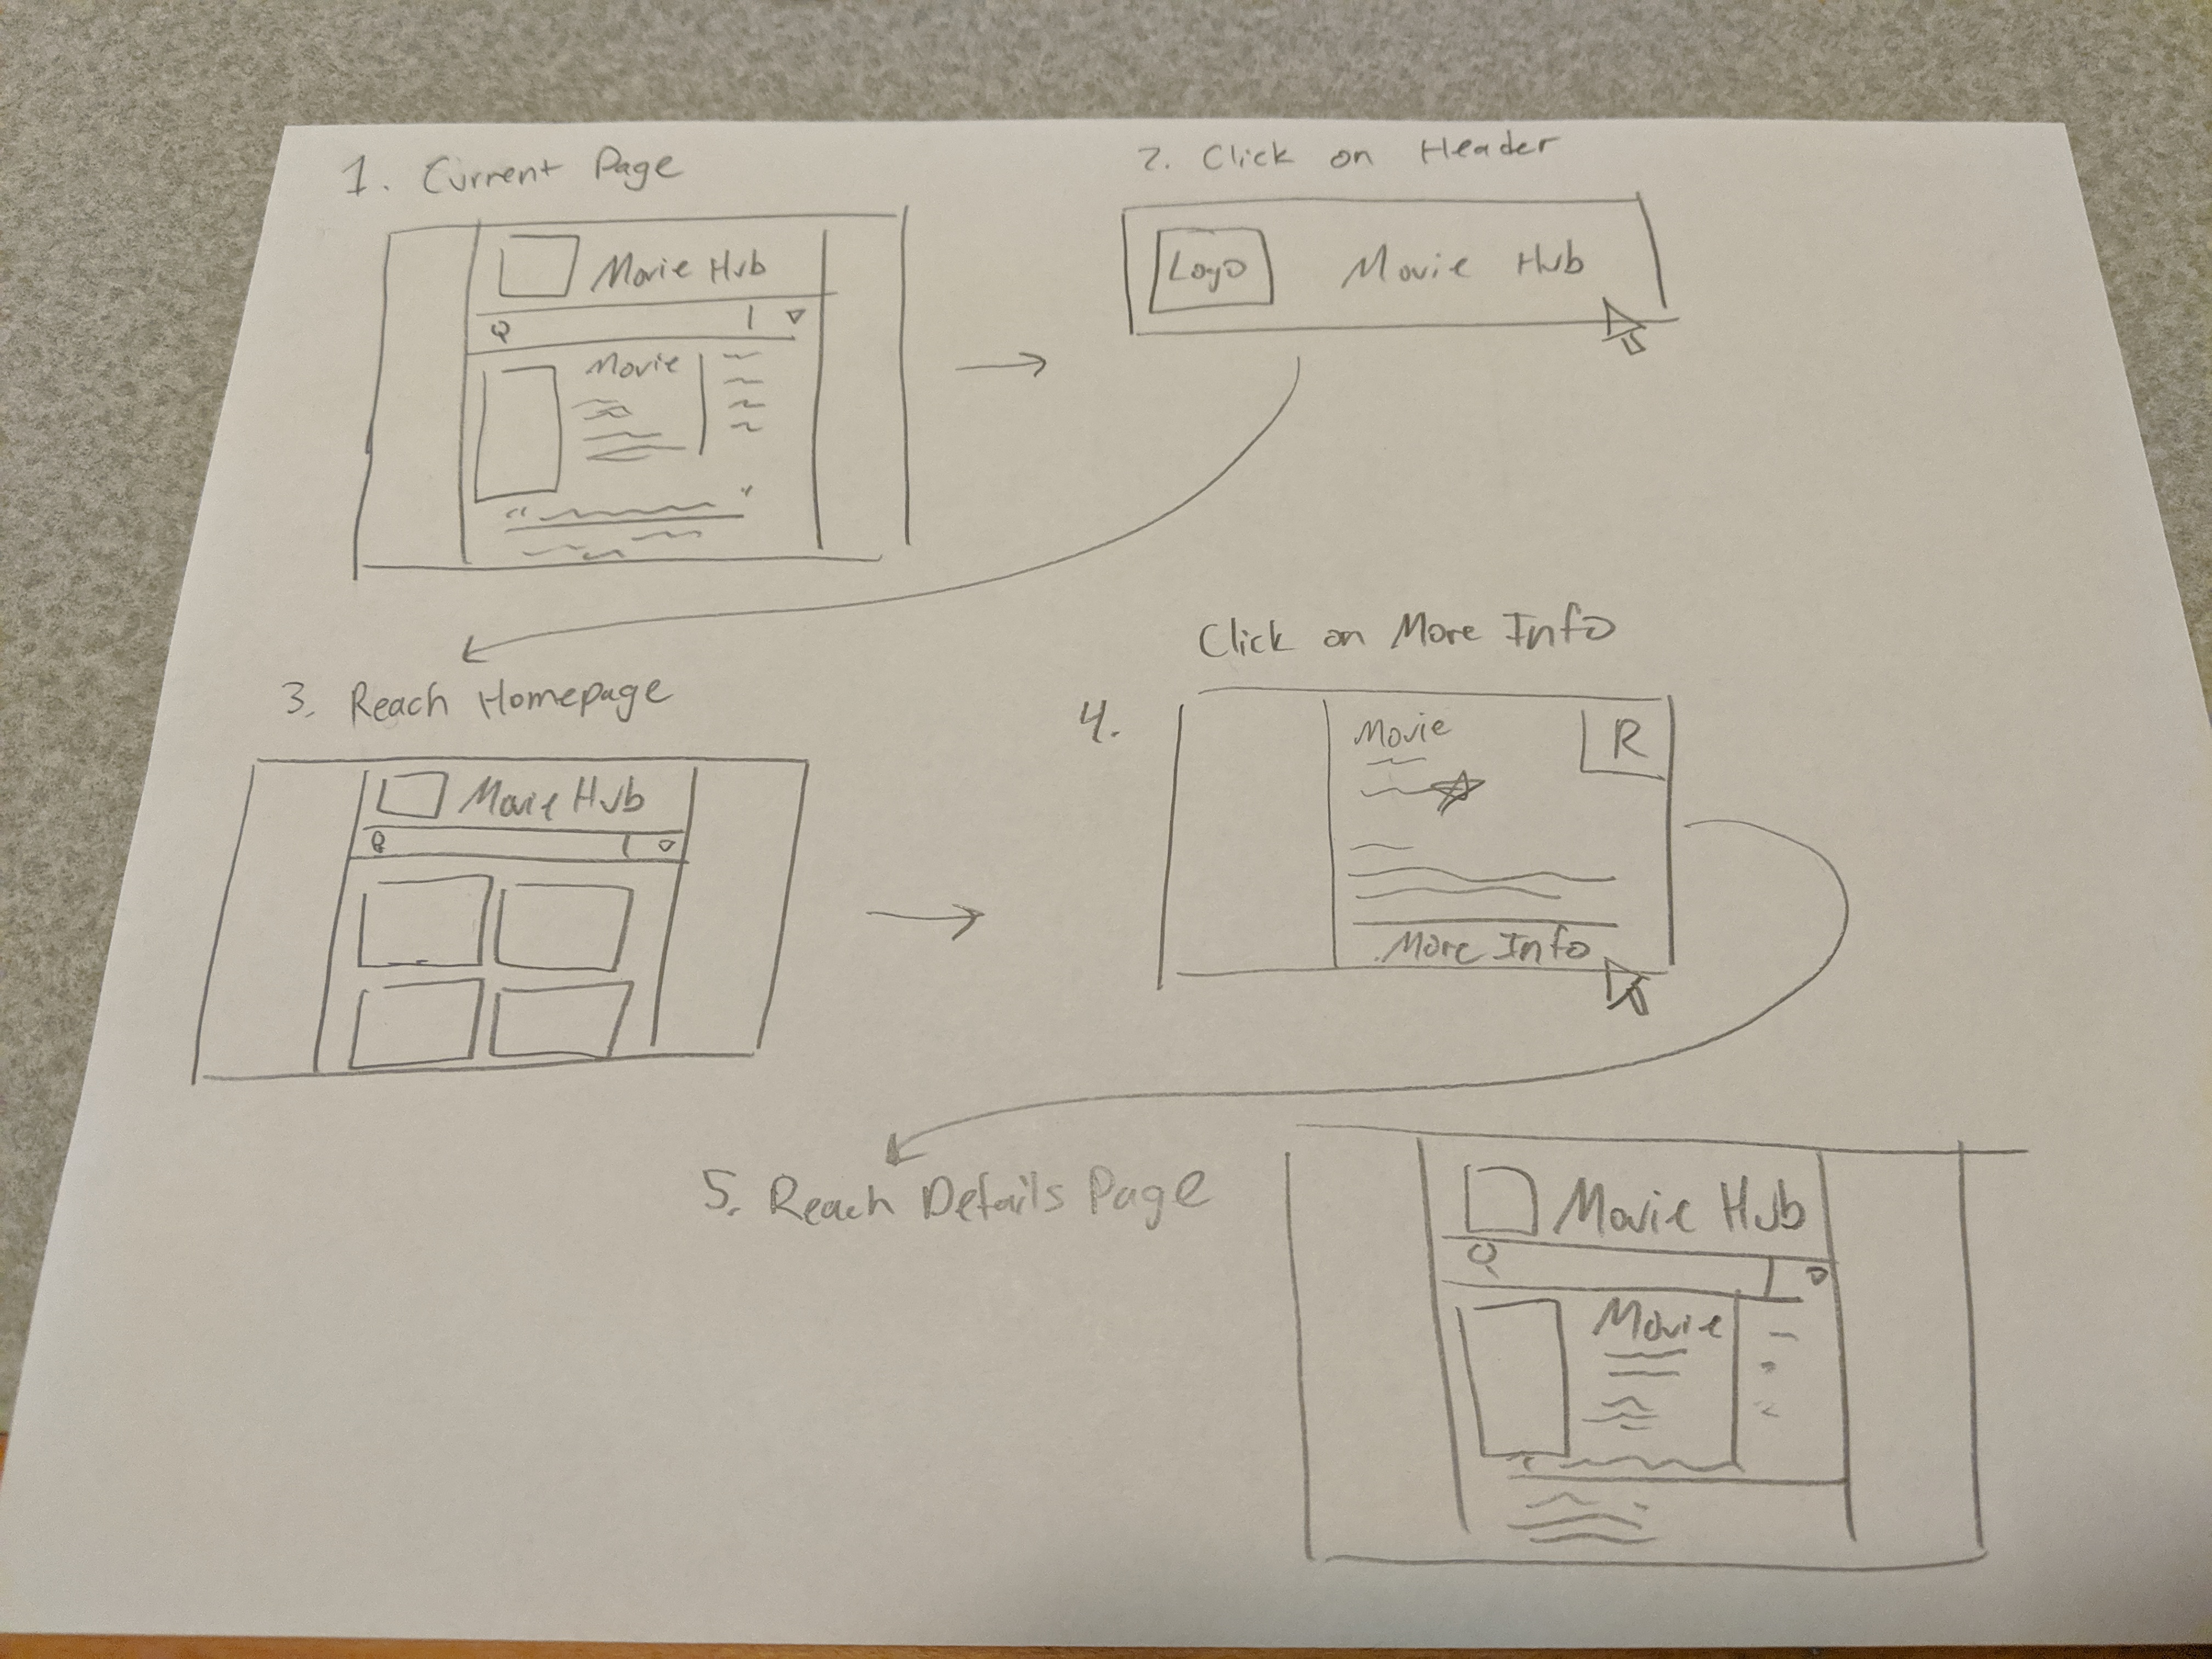 1. Current Page
Movie Hub
Movie
2. Click on Header
Logo Movie Hub
3. Reach Homepage
Movie Hub
Click on More Info
4.
Movie R
More Info
5. Reach Details Page
Movie Hub
Movie